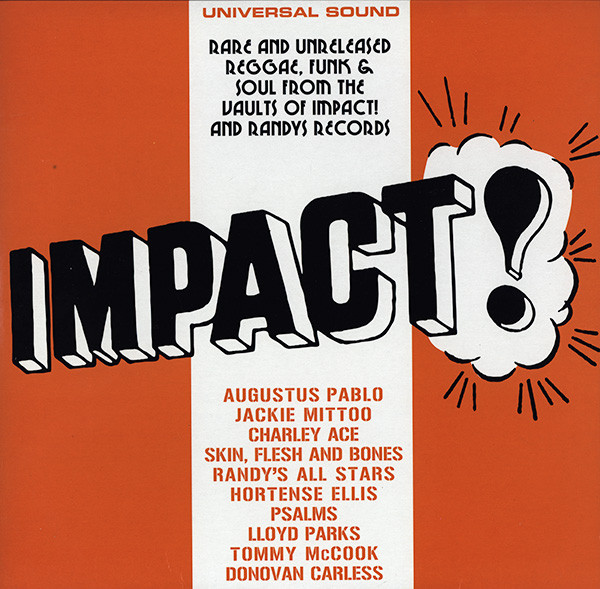 UNIVERSAL SOUND
RARE AND UNRELEASED
REGGAE, FUNK &
SOUL FROM THE
VAULTS OF IMPACT!
AND RANDYS RECORDS
IMPACT!
AUGUSTUS PABLO
JACKIE MITTOO
CHARLEY ACE
SKIN, FLESH AND BONES
RANDY'S ALL STARS
HORTENSE ELLIS
PSALMS
LLOYD PARKS
TOMMY McCOOK
DONOVAN CARLESS